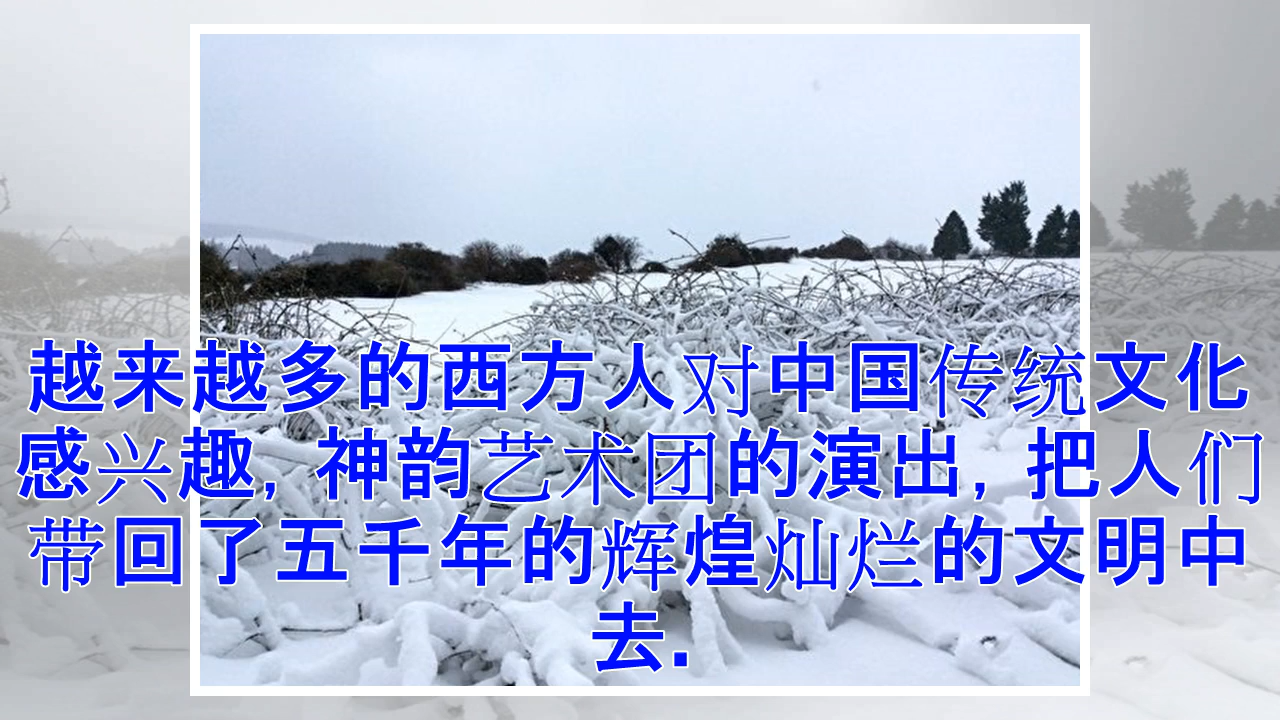 越来越多的西方人对中国传统文化
感兴趣, 神韵艺术团的演出, 把人们
带回了五千年的辉煌灿烂的文明中
去.